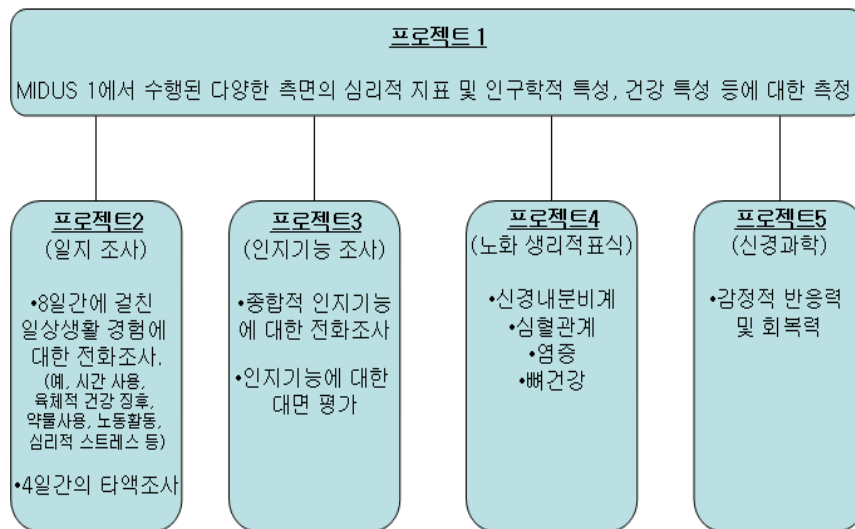 프로젝트 1
MIDUS 1에서 수행된 다양한 측면의 심리적 지표 및 인구학적 특성, 건강 특성 등에 대한 측정
프로젝트2
(일지 조사)
•8일간에 걸친
일상생활 경험에
대한 전화조사.
(예, 시간 사용,
육체적 건강 징후,
약물사용, 노동활동,
심리적 스트레스 등)
•4일간의 타액조사
프로젝트3
(인지기능 조사)
•종합적 인지기능
에 대한 전화조사
•인지기능에 대한
대면 평가
프로젝트4
(노화 생리적표식)
•신경내분비계
•심혈관계
•염증
•뼈건강
프로젝트5
(신경과학)
•감정적 반응력
및 회복력